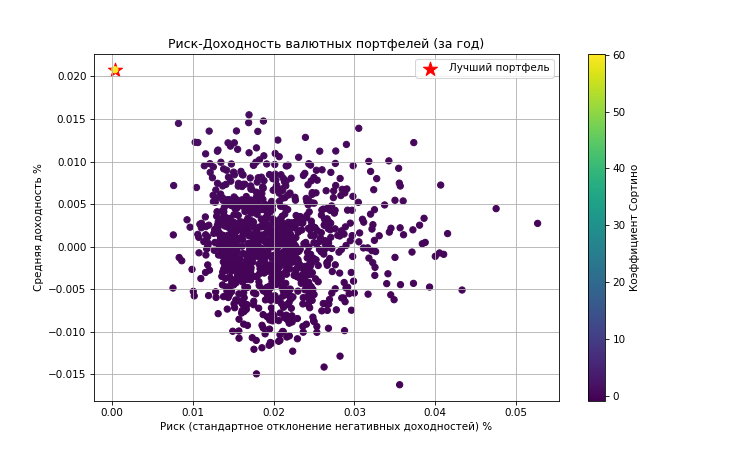 Риск-Доходность валютных портфелей (за год)
Лучший портфель
Средняя доходность %
0.020
0.015
0.010
0.005
0.000
−0.005
−0.010
−0.015
0.00 0.01 0.02 0.03 0.04 0.05
Риск (стандартное отклонение негативных доходностей) %
60
50
40
30
20
10
0
Коэффициент Сортино